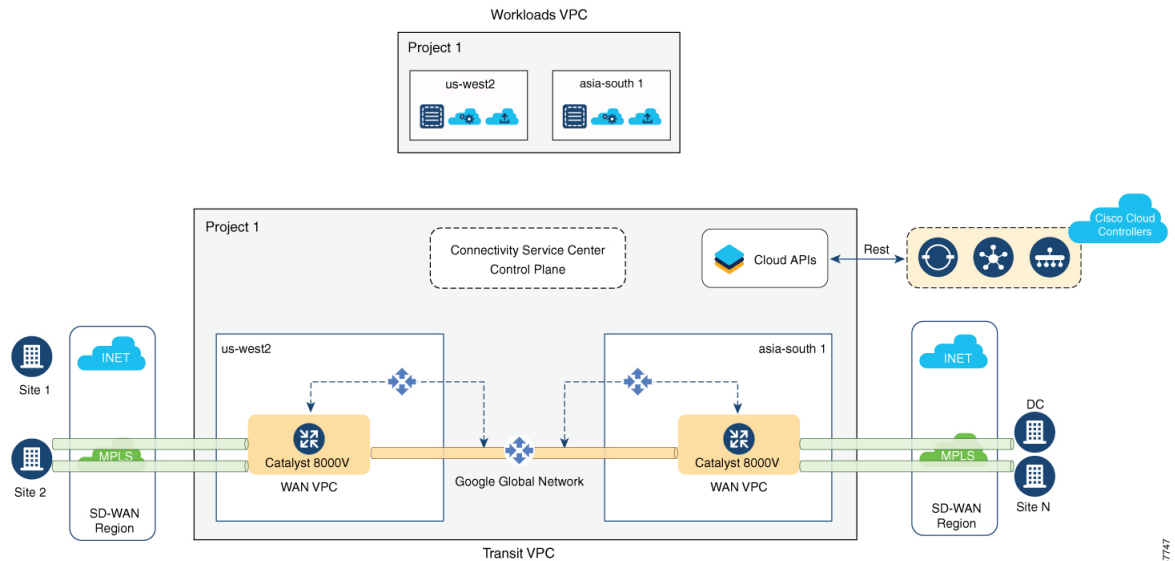 Workloads VPC
Project 1
us-west2
asia-south 1
Project 1
Connectivity Service Center
Control Plane
Cloud APIs
Rest
Cisco Cloud
Controllers
us-west2
asia-south 1
INET
INET
Site 1
DC
MPLS
Catalyst 8000V
Catalyst 8000V
MPLS
Site 2
WAN VPC
Google Global Network
WAN VPC
Site N
SD-WAN
Region
SD-WAN
Region
Transit VPC